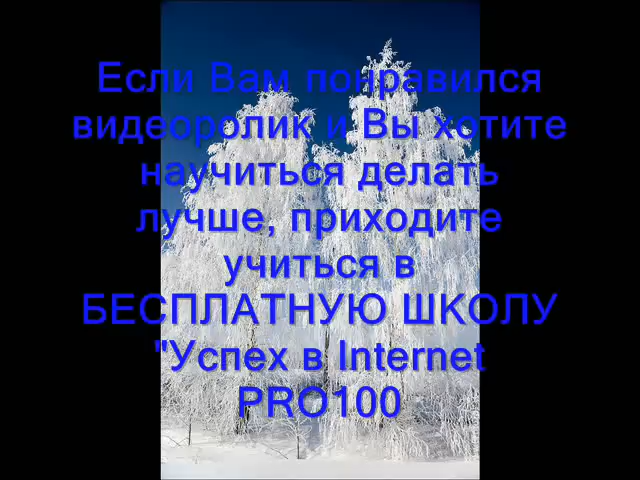 Если Вам понравился
видеоролик и Вы хотите
научиться делать
лучше, приходите
учиться в
БЕСПЛАТНУЮ ШКОЛУ
"Успех в Internet
PRO100